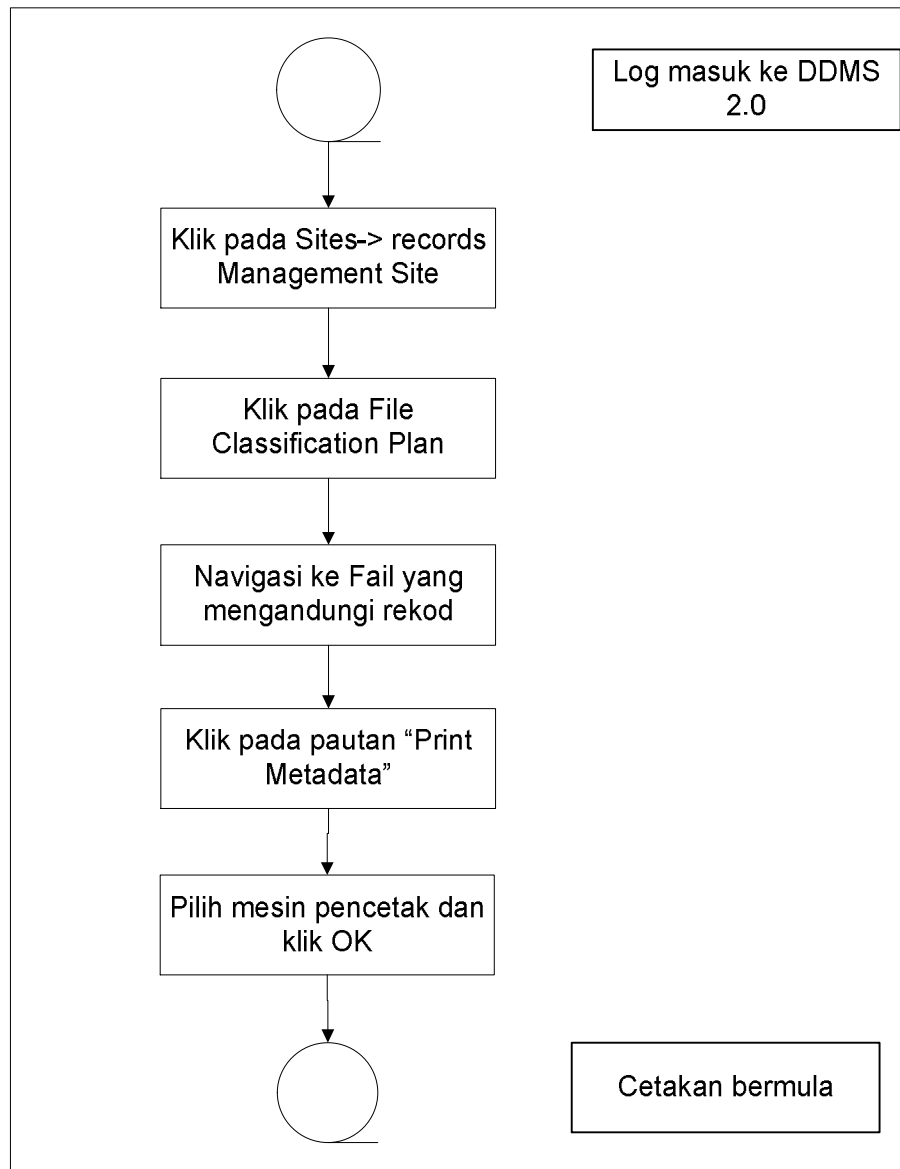 Log masuk ke DDMS
2.0
Klik pada Sites-> records
Management Site
Klik pada File
Classification Plan
Navigasi ke Fail yang
mengandungi rekod
Klik pada pautan “Print
Metadata”
Pilih mesin pencetak dan
klik OK
Cetakan bermula